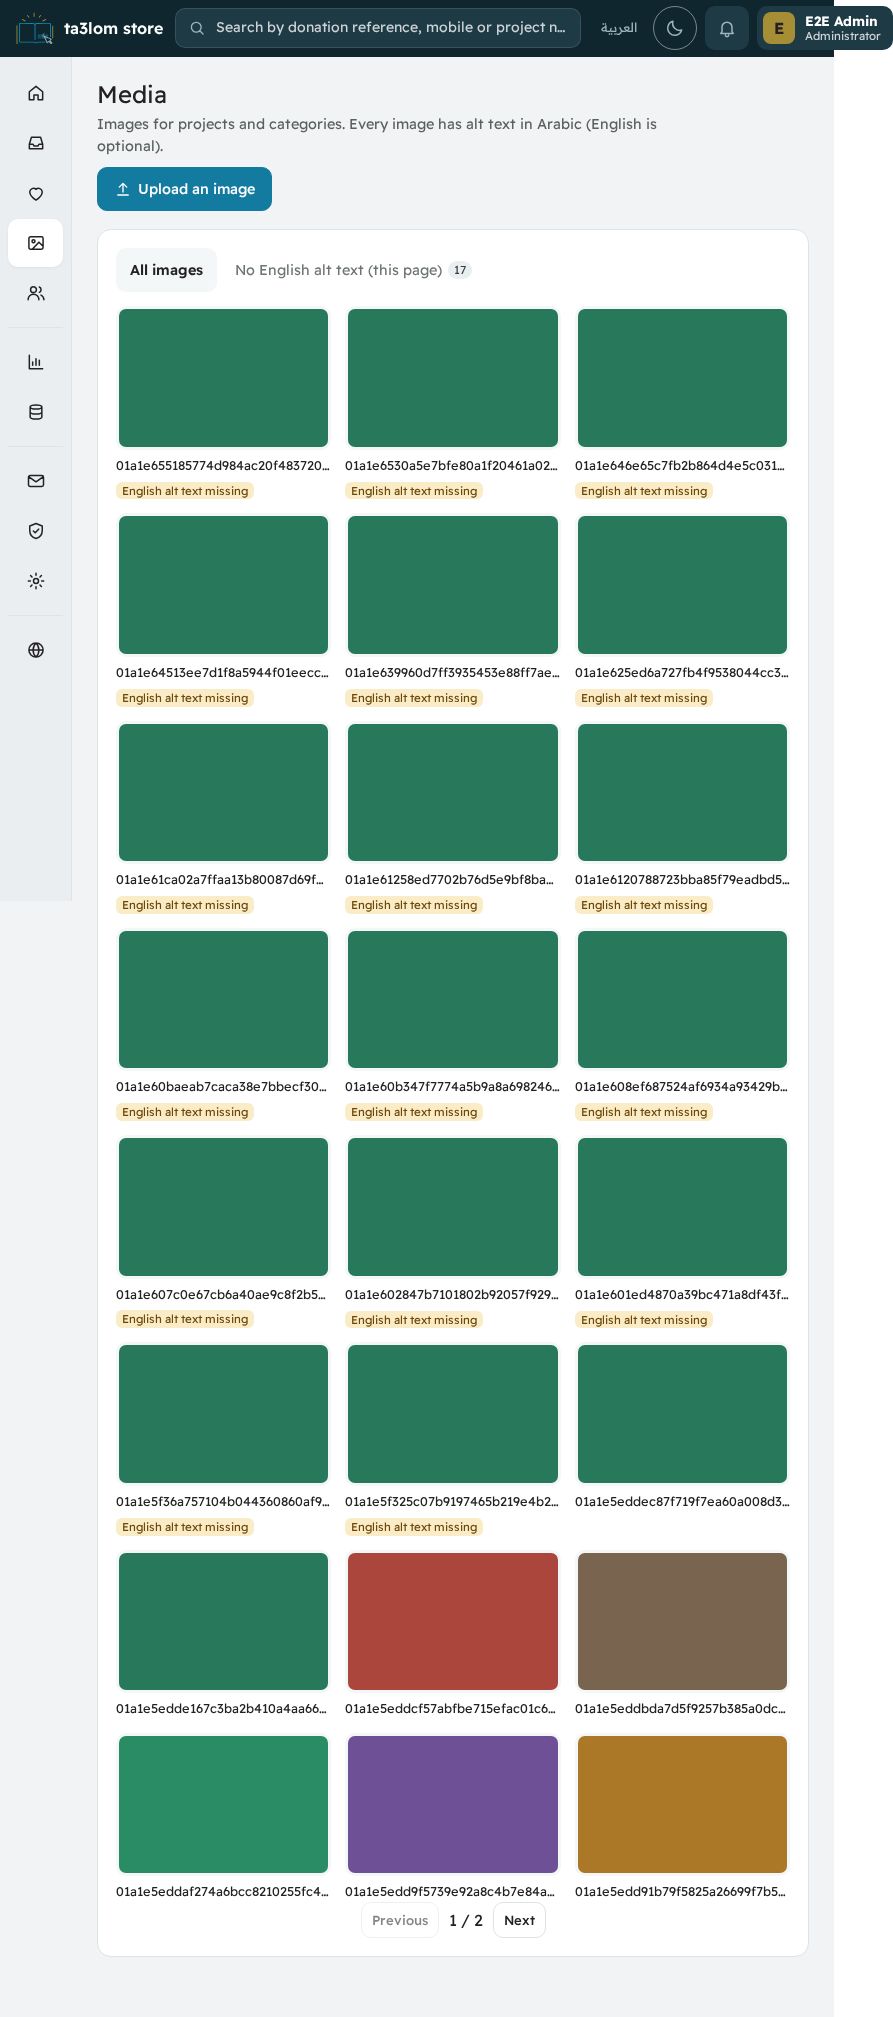 ta3lom store
Search by donation reference, mobile or project n…
العربية
E
E2E Admin
Administrator
Media
Images for projects and categories. Every image has alt text in Arabic (English is
optional).
Upload an image
All images
No English alt text (this page) 17
01a1e655185774d984ac20f483720… 01a1e6530a5e7bfe80a1f20461a02… 01a1e646e65c7fb2b864d4e5c031…
English alt text missing English alt text missing English alt text missing
01a1e64513ee7d1f8a5944f01eecc… 01a1e639960d7ff3935453e88ff7ae… 01a1e625ed6a727fb4f9538044cc3…
English alt text missing English alt text missing English alt text missing
01a1e61ca02a7ffaa13b80087d69f… 01a1e61258ed7702b76d5e9bf8ba… 01a1e6120788723bba85f79eadbd5…
English alt text missing English alt text missing English alt text missing
01a1e60baeab7caca38e7bbecf30… 01a1e60b347f7774a5b9a8a698246… 01a1e608ef687524af6934a93429b…
English alt text missing English alt text missing English alt text missing
01a1e607c0e67cb6a40ae9c8f2b5… 01a1e602847b7101802b92057f929… 01a1e601ed4870a39bc471a8df43f…
English alt text missing English alt text missing English alt text missing
01a1e5f36a757104b044360860af9… 01a1e5f325c07b9197465b219e4b2… 01a1e5eddec87f719f7ea60a008d3…
English alt text missing English alt text missing
01a1e5edde167c3ba2b410a4aa66… 01a1e5eddcf57abfbe715efac01c6… 01a1e5eddbda7d5f9257b385a0dc…
01a1e5eddaf274a6bcc8210255fc4… 01a1e5edd9f5739e92a8c4b7e84a… 01a1e5edd91b79f5825a26699f7b5…
Previous 1 / 2 Next